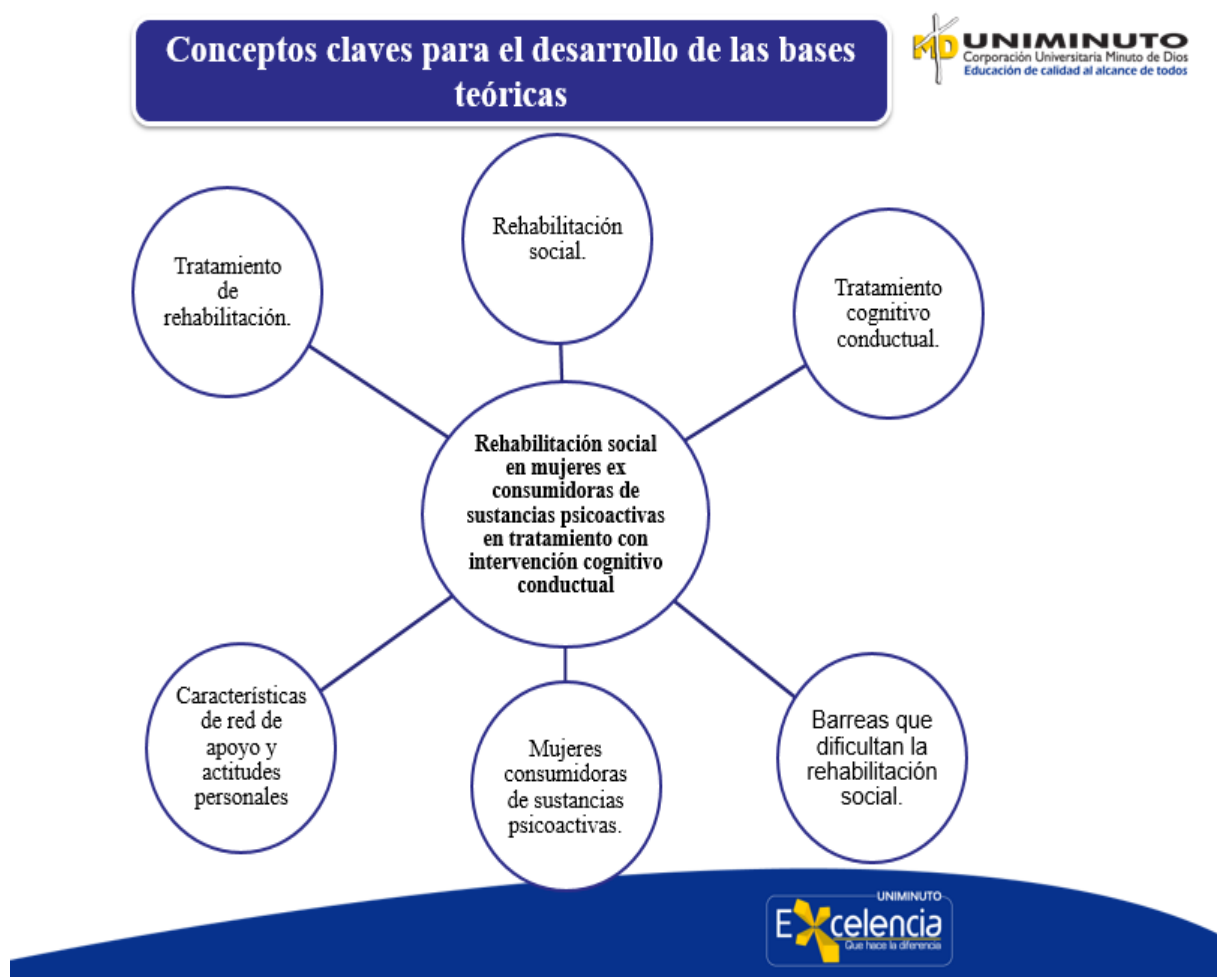 Conceptos claves para el desarrollo de las bases
teóricas
UNIMINUTO
Corporación Universitaria Minuto de Dios
Educación de calidad al alcance de todos
Rehabilitación
social.
Tratamiento
de
rehabilitación.
Tratamiento
cognitivo
conductual.
Rehabilitación social
en mujeres ex
consumidoras de
sustancias psicoactivas
en tratamiento con
intervención cognitivo
conductual
Características
de red de
apoyo y
actitudes
personales
Mujeres
consumidoras
de sustancias
psicoactivas.
Barreas que
dificultan la
rehabilitación
social.
UNIMINUTO
Excelencia
Que hace la diferencia